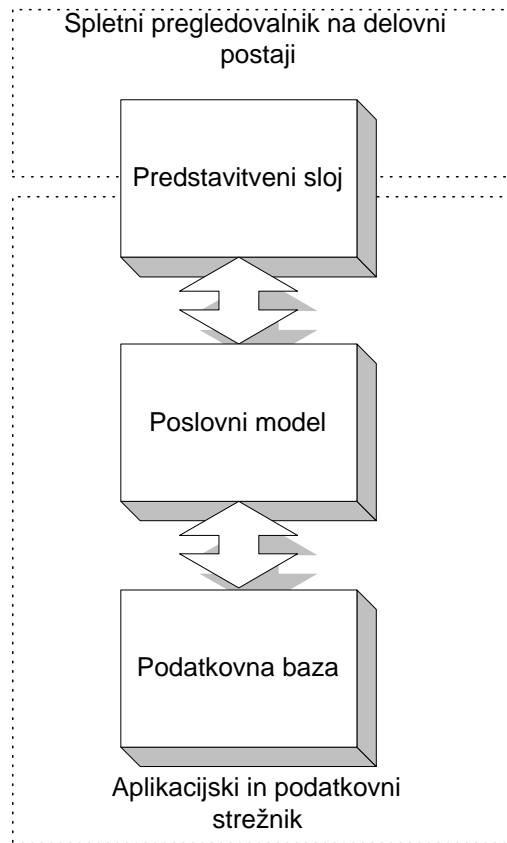 Spletni pregledovalnik na delovni
postaji
Predstavitveni sloj
Poslovni model
Podatkovna baza
Aplikacijski in podatkovni
strežnik